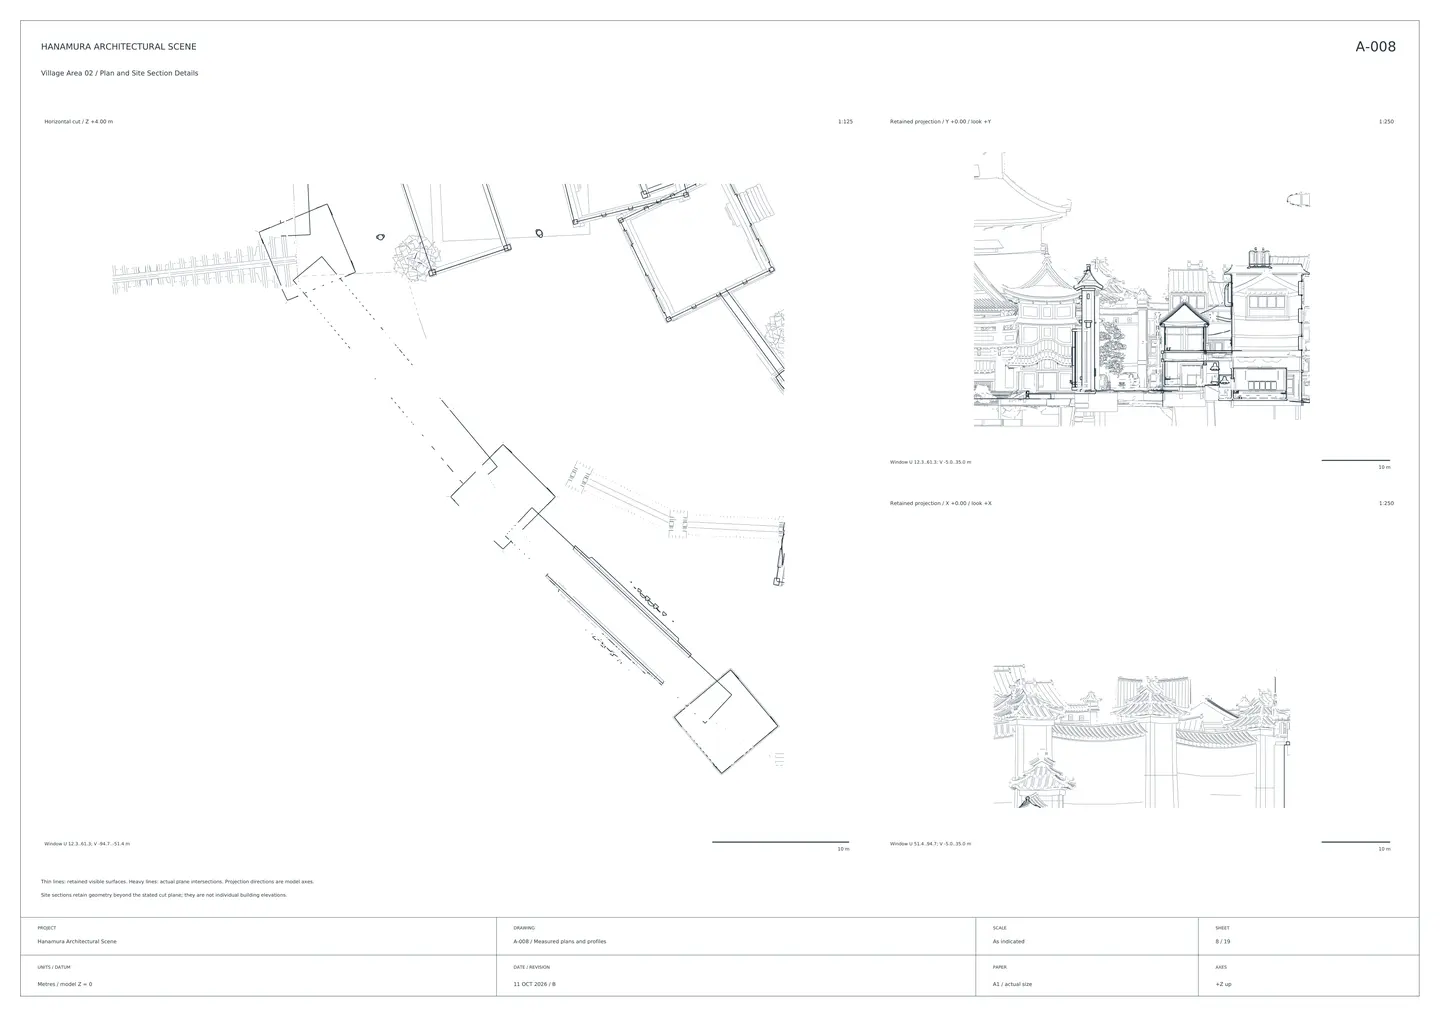 HANAMURA ARCHITECTURAL SCENE
A-008
Village Area 02 / Plan and Site Section Details
Horizontal cut / Z +4.00 m
1:125
Retained projection / Y +0.00 / look +Y
1:250
Window U 12.3..61.3; V -5.0..35.0 m
10 m
Retained projection / X +0.00 / look +X
1:250
Window U 12.3..61.3; V -94.7..-51.4 m
10 m
Window U 51.4..94.7; V -5.0..35.0 m
10 m
Thin lines: retained visible surfaces. Heavy lines: actual plane intersections. Projection directions are model axes.
Site sections retain geometry beyond the stated cut plane; they are not individual building elevations.
PROJECT
Hanamura Architectural Scene
DRAWING
A-008 / Measured plans and profiles
SCALE
As indicated
SHEET
8 / 19
UNITS / DATUM
Metres / model Z = 0
DATE / REVISION
11 OCT 2026 / B
PAPER
A1 / actual size
AXES
+Z up